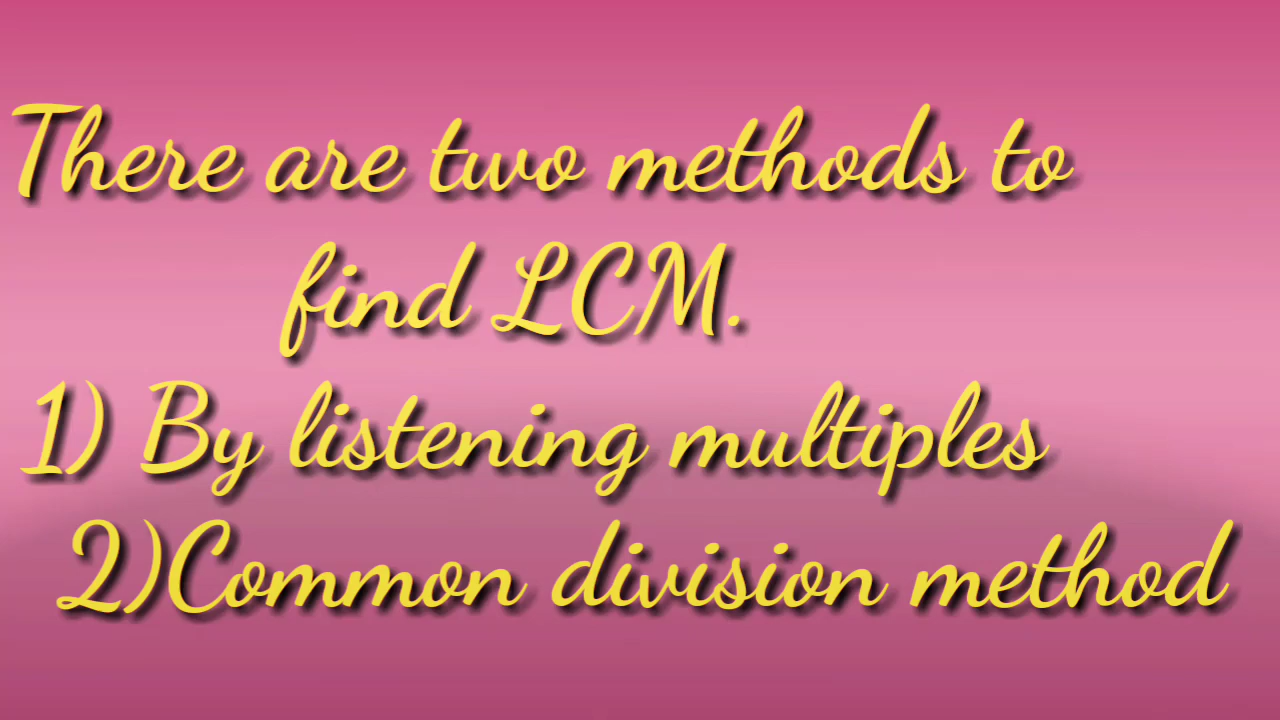 There are two methods to
find LCM.
1) By listening multiples
2)Common division method